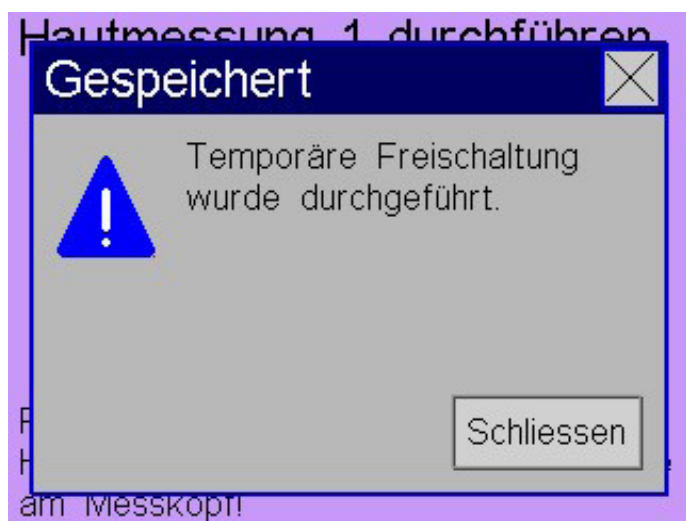 Hautmessung 1 durchführen
Gespeichert
Temporäre Freischaltung
wurde durchgeführt.
Schliessen
am Messkopf!